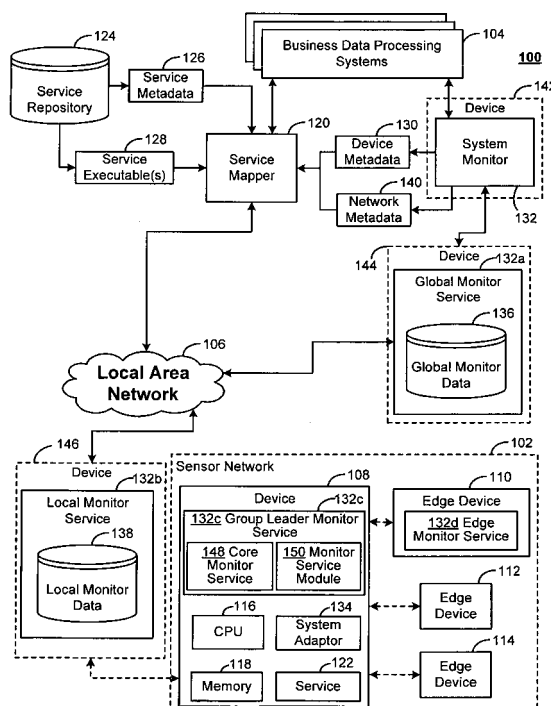 124
Service
Repository
126
Service
Metadata
128
Service
Executable(s)
104
Business Data Processing
Systems
100
120
Service
Mapper
130
Device
Metadata
140
Network
Metadata
142
Device
System
Monitor
132
144
Device
132a
Global Monitor
Service
136
Global Monitor
Data
106
Local Area
Network
146
Device
132b
Local Monitor
Service
138
Local Monitor
Data
102
Sensor Network
108
Device
132c
132c Group Leader Monitor
Service
148 Core
Monitor
Service
150 Monitor
Service
Module
116
CPU
134
System
Adaptor
118
Memory
122
Service
110
Edge Device
132d Edge
Monitor Service
112
Edge
Device
114
Edge
Device